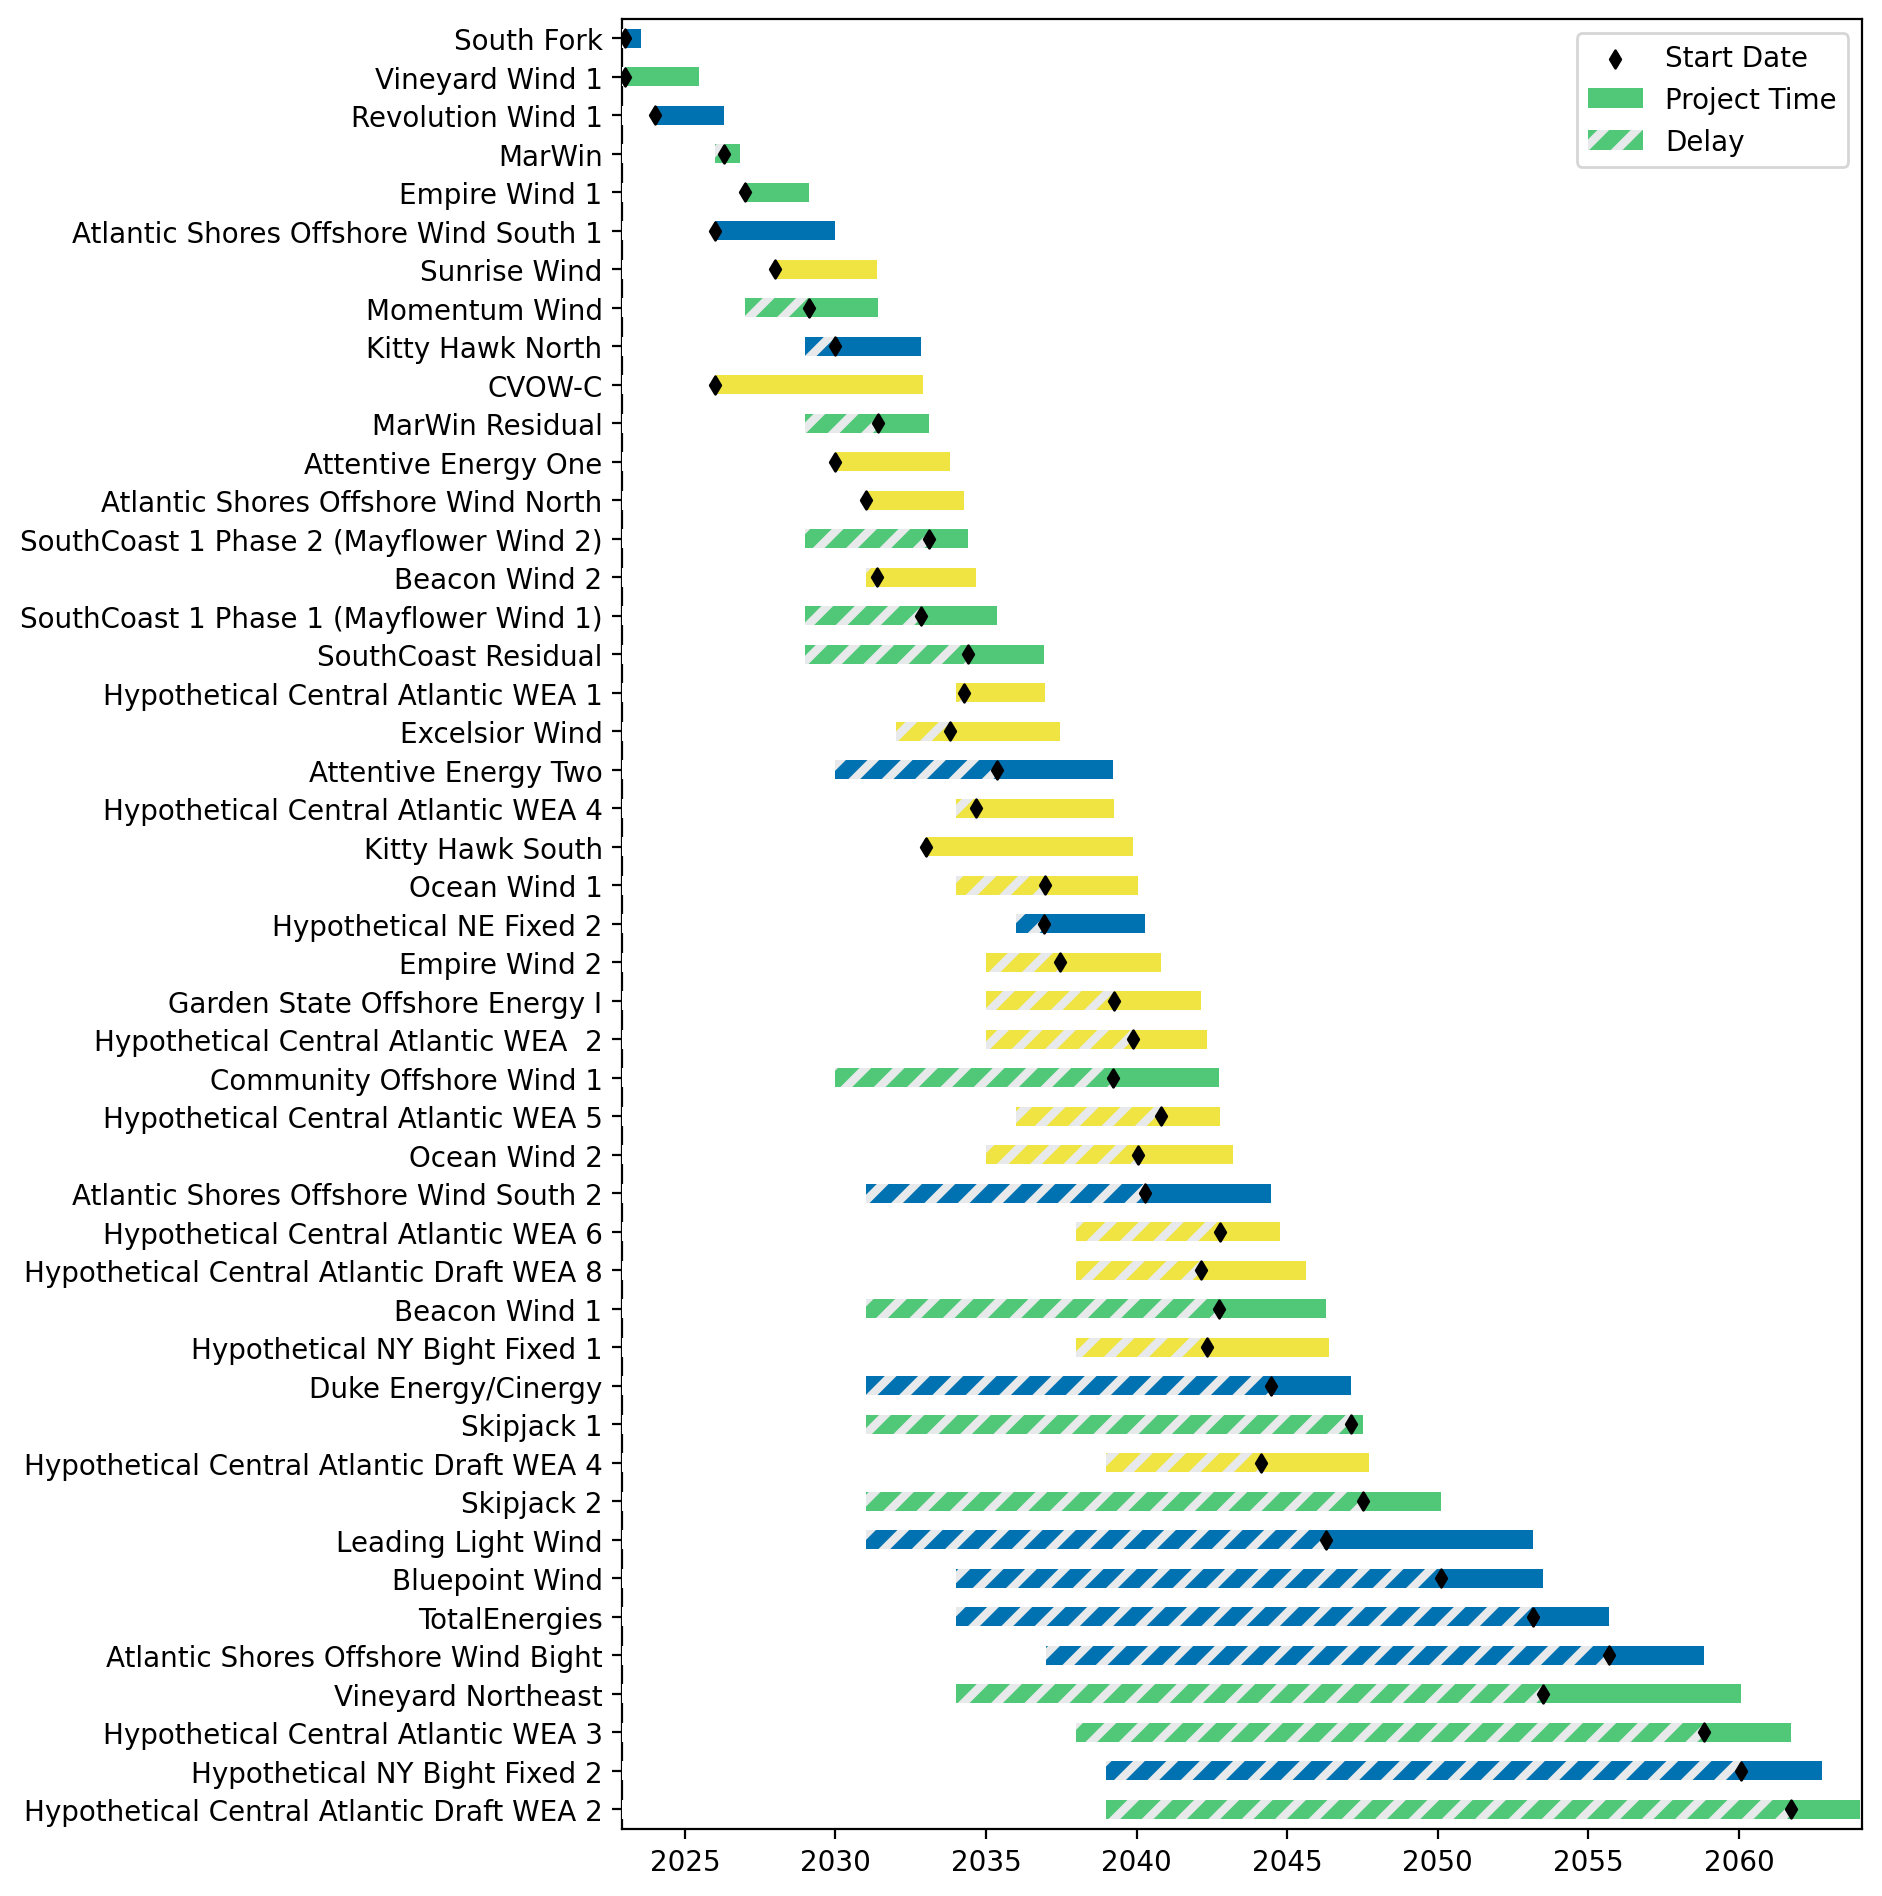 South Fork
Vineyard Wind 1
Revolution Wind 1
MarWin
Empire Wind 1
Atlantic Shores Offshore Wind South 1
Sunrise Wind
Momentum Wind
Kitty Hawk North
CVOW-C
MarWin Residual
Attentive Energy One
Atlantic Shores Offshore Wind North
SouthCoast 1 Phase 2 (Mayflower Wind 2)
Beacon Wind 2
SouthCoast 1 Phase 1 (Mayflower Wind 1)
SouthCoast Residual
Hypothetical Central Atlantic WEA 1
Excelsior Wind
Attentive Energy Two
Hypothetical Central Atlantic WEA 4
Kitty Hawk South
Ocean Wind 1
Hypothetical NE Fixed 2
Empire Wind 2
Garden State Offshore Energy I
Hypothetical Central Atlantic WEA  2
Community Offshore Wind 1
Hypothetical Central Atlantic WEA 5
Ocean Wind 2
Atlantic Shores Offshore Wind South 2
Hypothetical Central Atlantic WEA 6
Hypothetical Central Atlantic Draft WEA 8
Beacon Wind 1
Hypothetical NY Bight Fixed 1
Duke Energy/Cinergy
Skipjack 1
Hypothetical Central Atlantic Draft WEA 4
Skipjack 2
Leading Light Wind
Bluepoint Wind
TotalEnergies
Atlantic Shores Offshore Wind Bight
Vineyard Northeast
Hypothetical Central Atlantic WEA 3
Hypothetical NY Bight Fixed 2
Hypothetical Central Atlantic Draft WEA 2
Start Date
Project Time
Delay
2025 2030 2035 2040 2045 2050 2055 2060